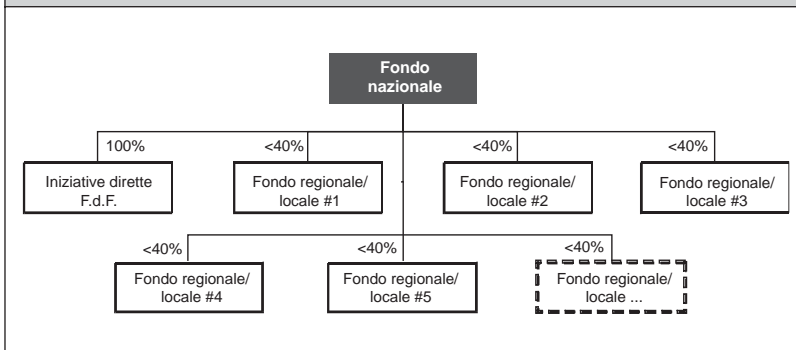 Fondo
nazionale
100%
<40%
<40%
<40%
Iniziative dirette
F.d.F.
Fondo regionale/
locale #1
Fondo regionale/
locale #2
Fondo regionale/
locale #3
<40%
<40%
<40%
Fondo regionale/
locale #4
Fondo regionale/
locale #5
Fondo regionale/
locale ...